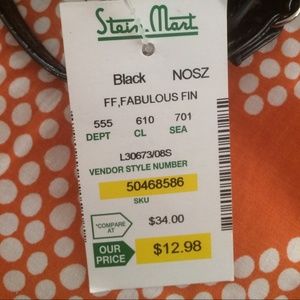 Stein Mart
Black NOSZ
FF,FABULOUS FIN
555 610 701
DEPT CL SEA
L30673/08S
VENDOR STYLE NUMBER
50468586
SKU
*COMPARE AT $34.00
OUR PRICE $12.98